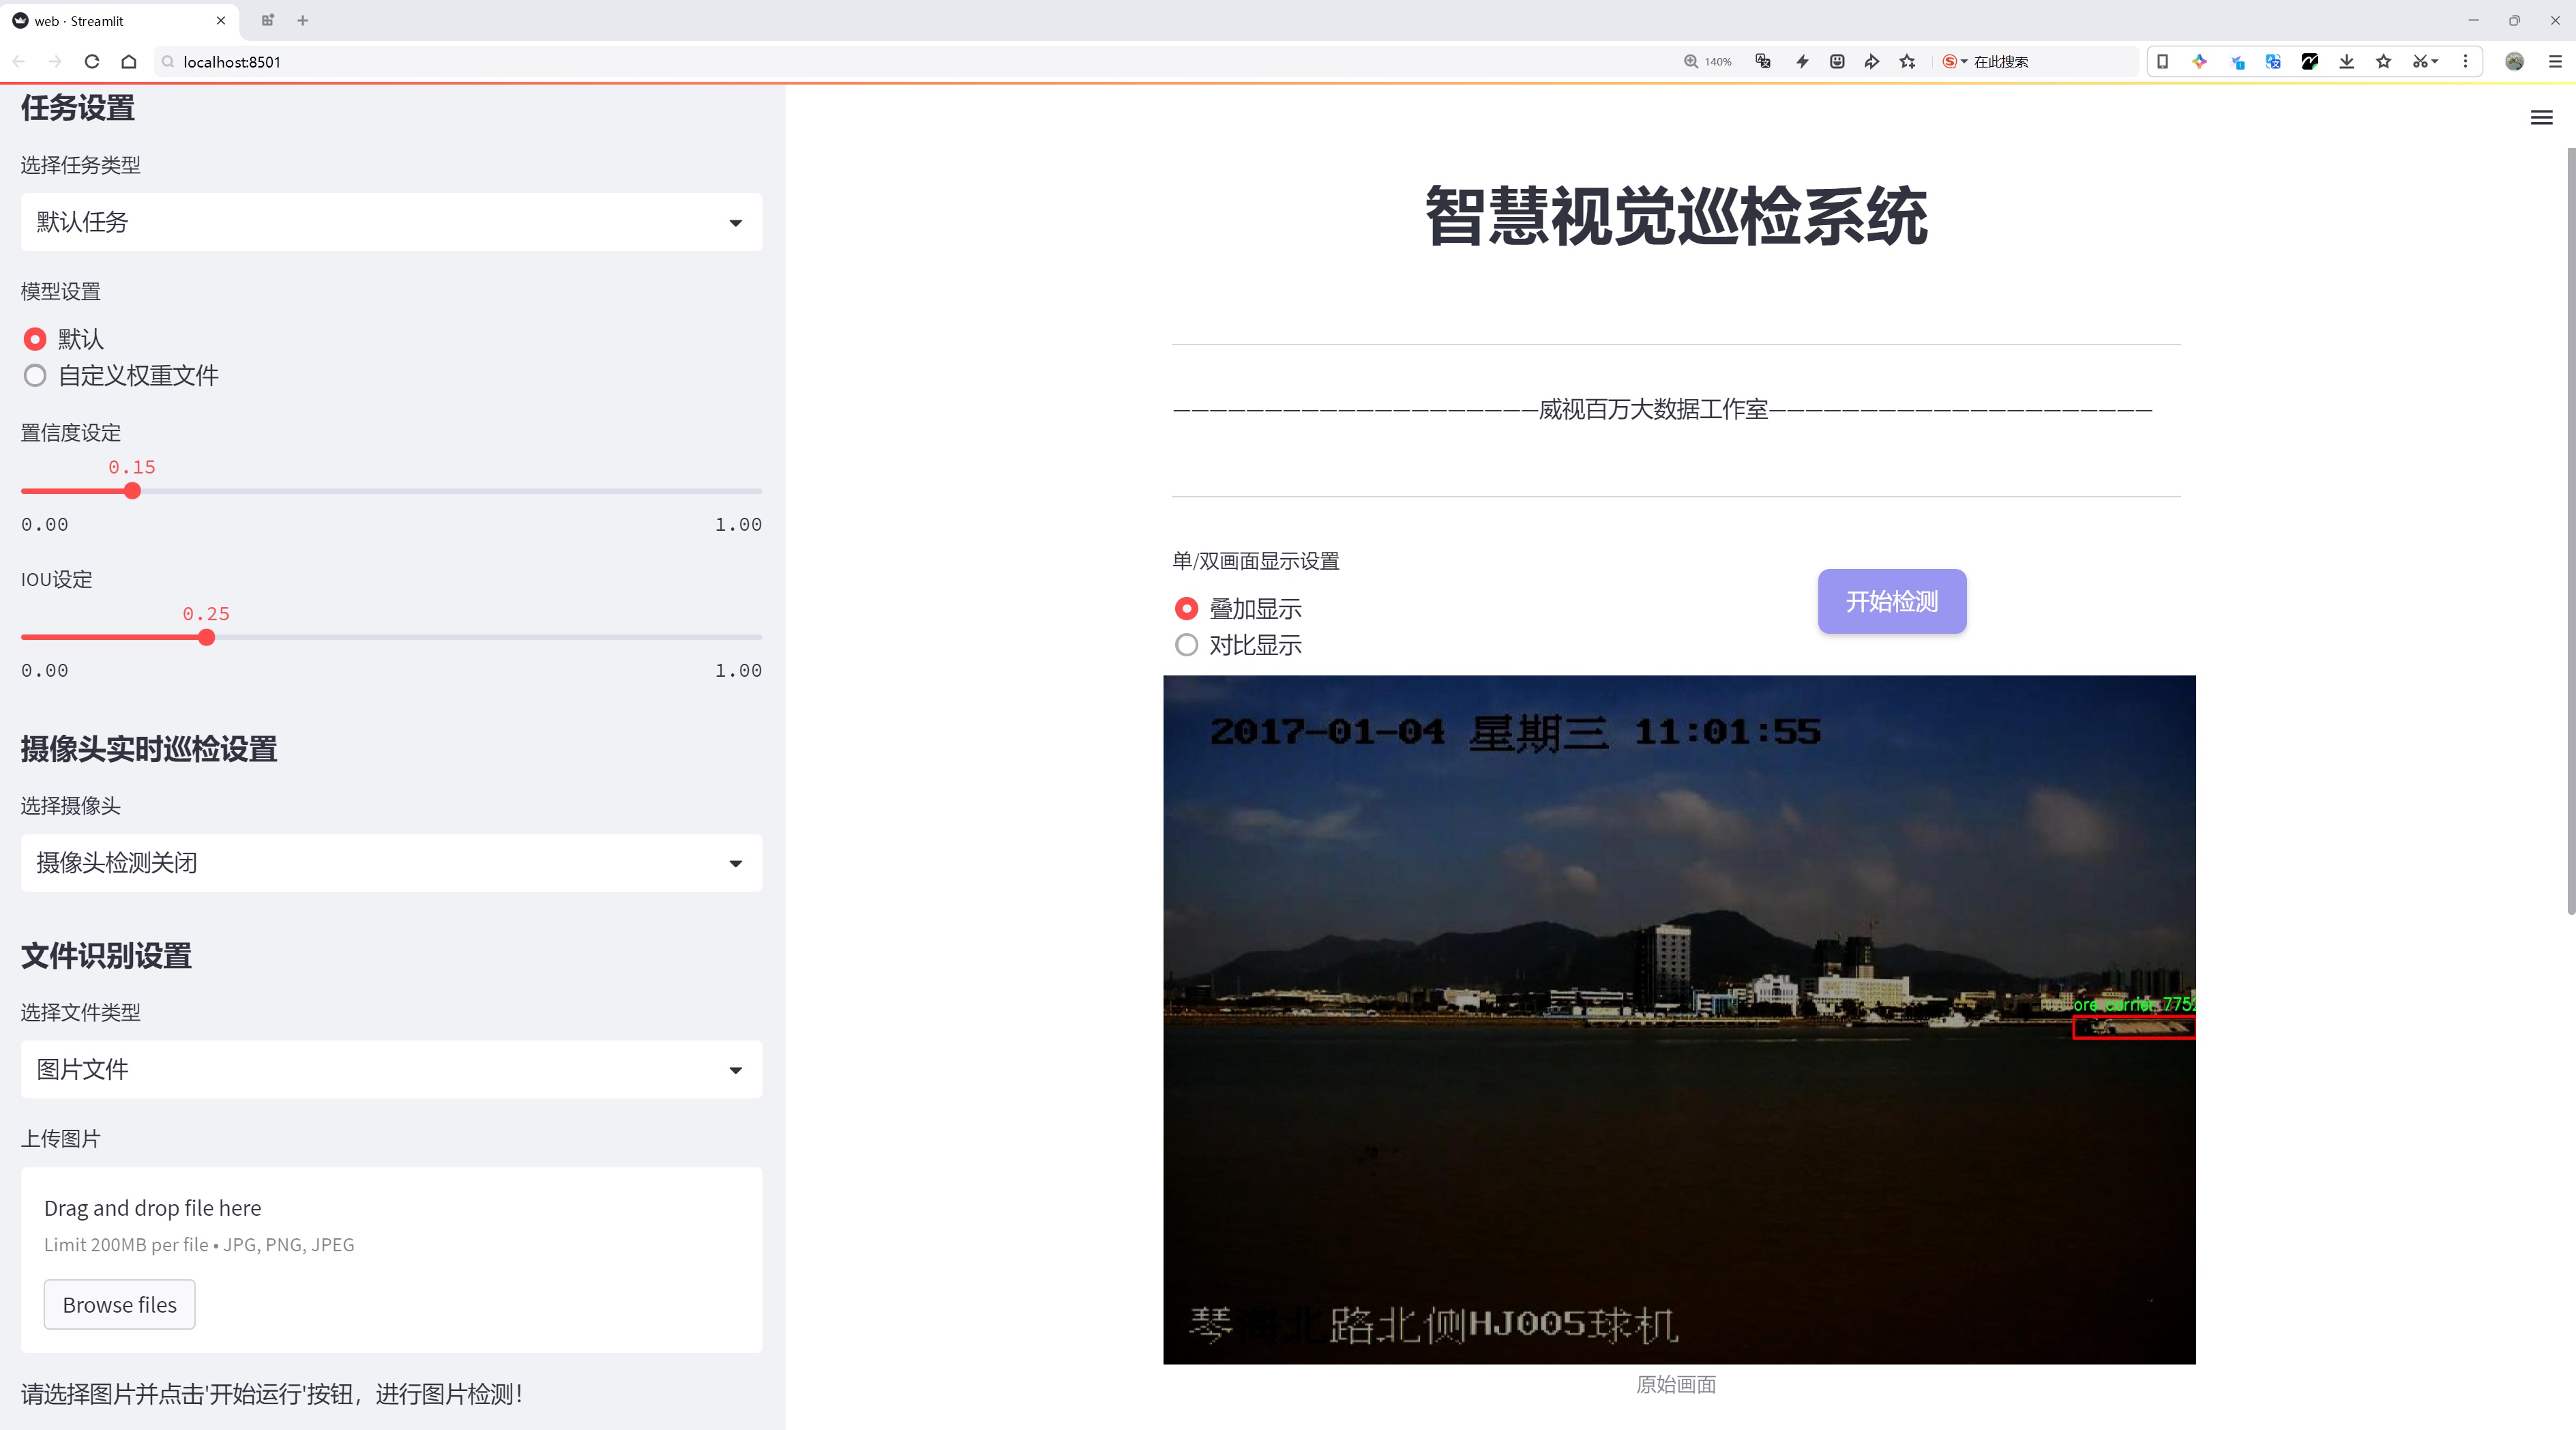 web · Streamlit
localhost:8501
140%
在此搜索
任务设置
选择任务类型
默认任务
模型设置
默认
自定义权重文件
置信度设定
0.15
0.00 1.00
IOU设定
0.25
0.00 1.00
摄像头实时巡检设置
选择摄像头
摄像头检测关闭
文件识别设置
选择文件类型
图片文件
上传图片
Drag and drop file here
Limit 200MB per file • JPG, PNG, JPEG
Browse files
请选择图片并点击'开始运行'按钮，进行图片检测！
智慧视觉巡检系统
————————————————————威视百万大数据工作室—————————————————————
单/双画面显示设置
叠加显示
对比显示
开始检测
2017-01-04 星期三 11:01:55
ore carrier 775
琴海北路北侧HJ005球机
原始画面